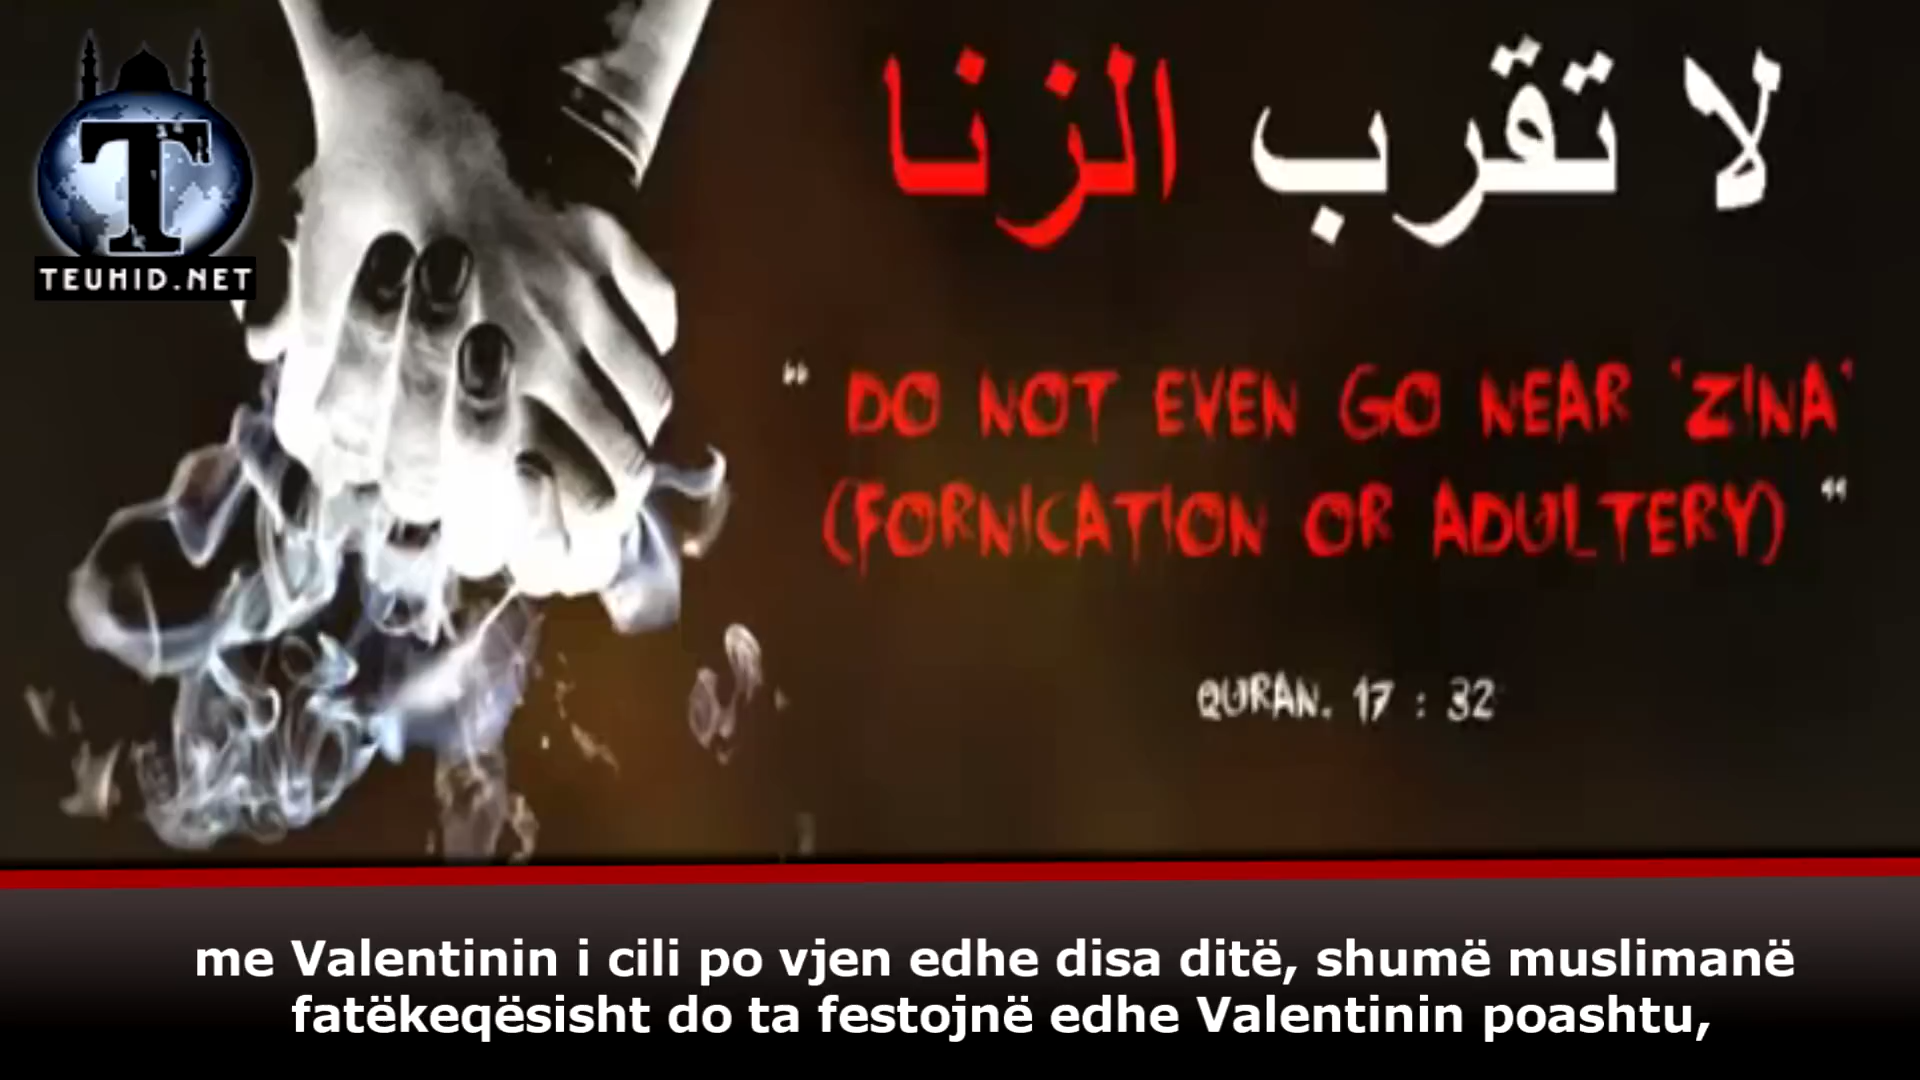 TEUHID.NET
لا تقرب الزنا
" DO NOT EVEN GO NEAR 'ZINA'
(FORNICATION OR ADULTERY) "
QURAN. 17 : 32
me Valentinin i cili po vjen edhe disa ditë, shumë muslimanë
fatëkeqësisht do ta festojnë edhe Valentinin poashtu,